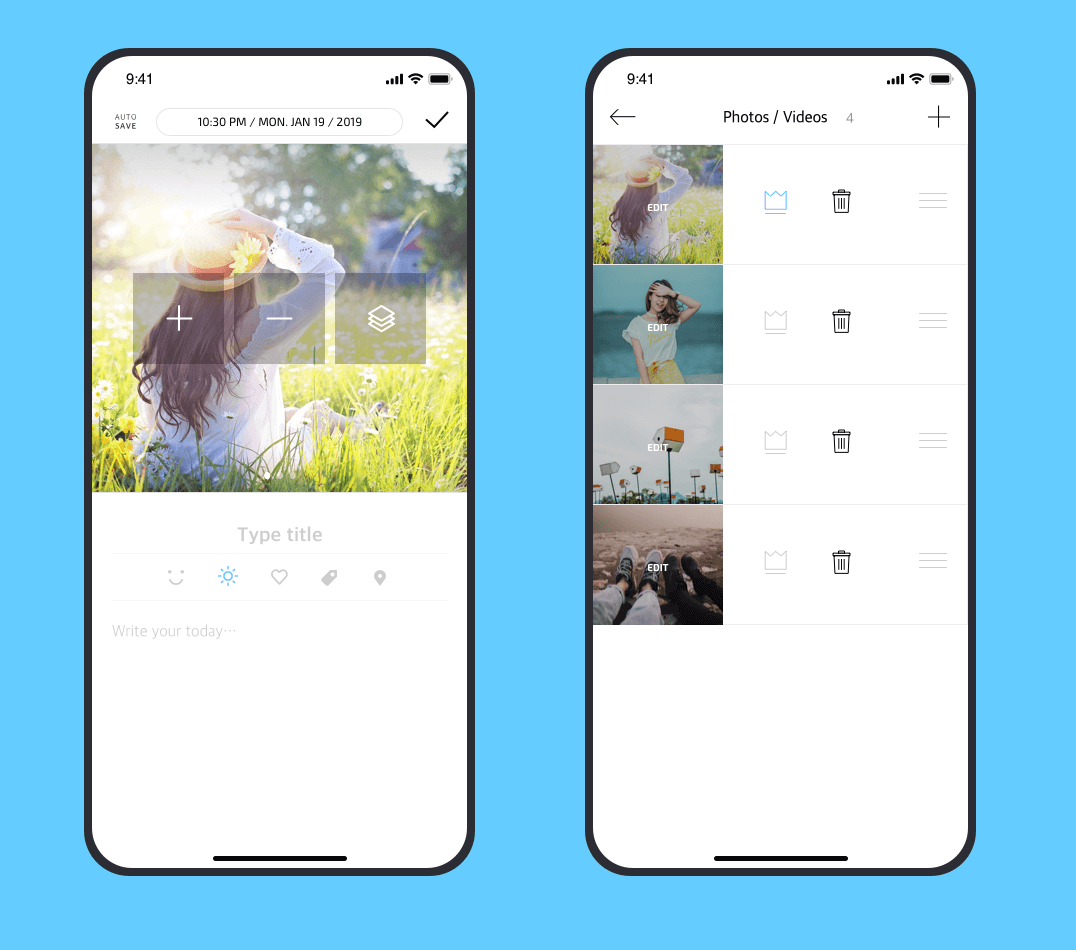 9:41
AUTO
SAVE
10:30 PM / MON. JAN 19 / 2019
Type title
Write your today···
9:41
Photos / Videos 4
EDIT
EDIT
EDIT
EDIT